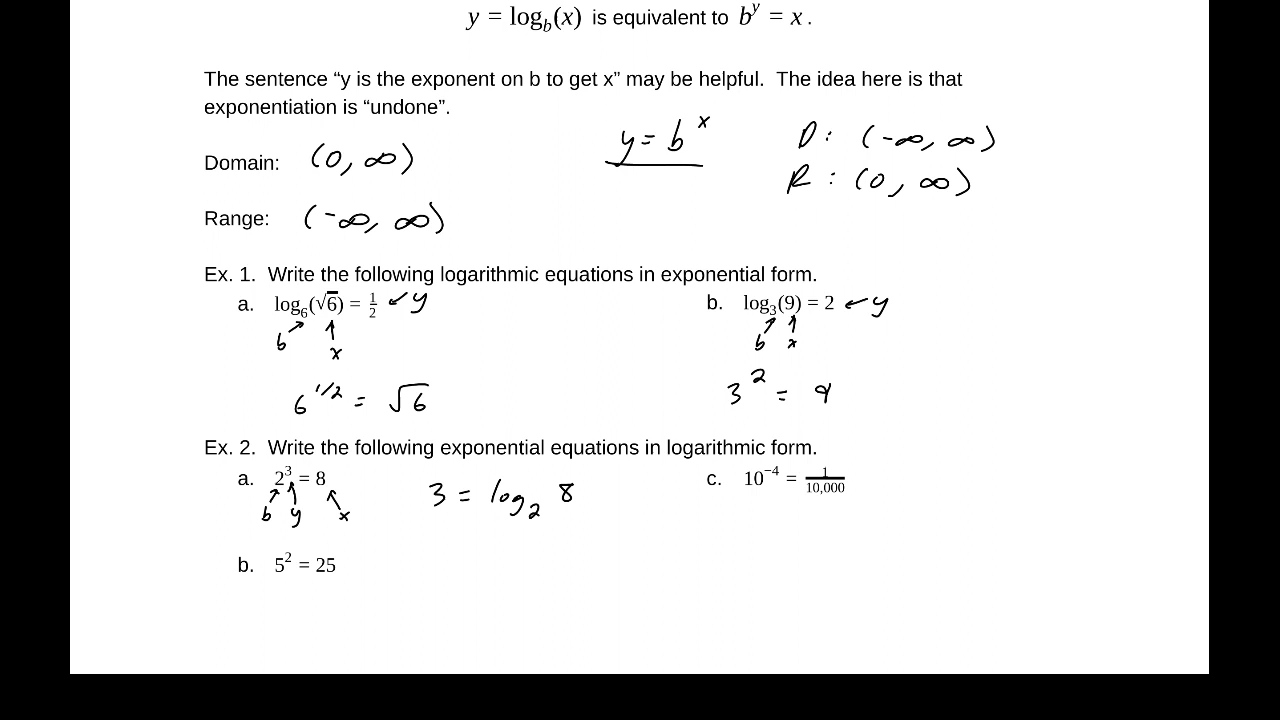 y = log_b(x) is equivalent to b^y = x.
The sentence “y is the exponent on b to get x” may be helpful.  The idea here is that
exponentiation is “undone”.
y = b^x
D : (-∞, ∞)
Domain: (0, ∞)
R : (0, ∞)
Range: (-∞, ∞)
Ex. 1.  Write the following logarithmic equations in exponential form.
a. log_6(√6) = 1/2 ← y
b
x
6^1/2 = √6
b. log_3(9) = 2 ← y
b
x
3^2 = 9
Ex. 2.  Write the following exponential equations in logarithmic form.
a. 2^3 = 8
b y x
3 = log_2 8
b. 5^2 = 25
c. 10^−4 = 1/10,000